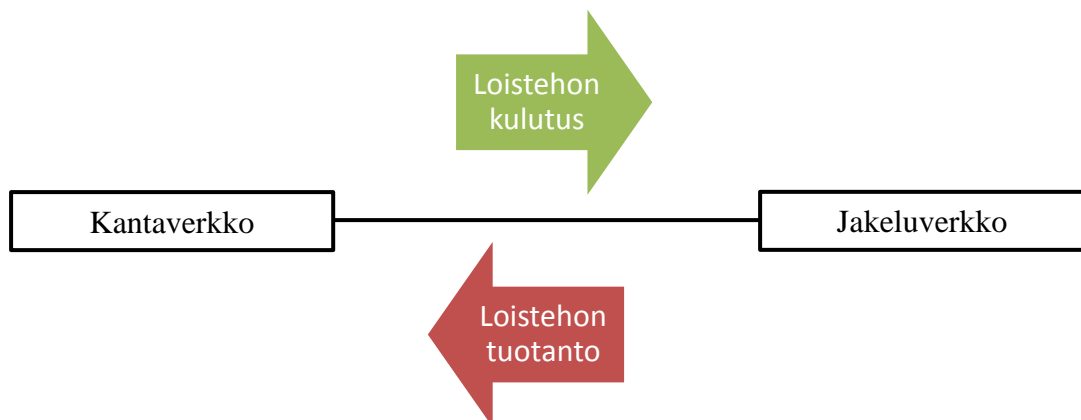 Loistehon
kulutus
Kantaverkko
Jakeluverkko
Loistehon
tuotanto